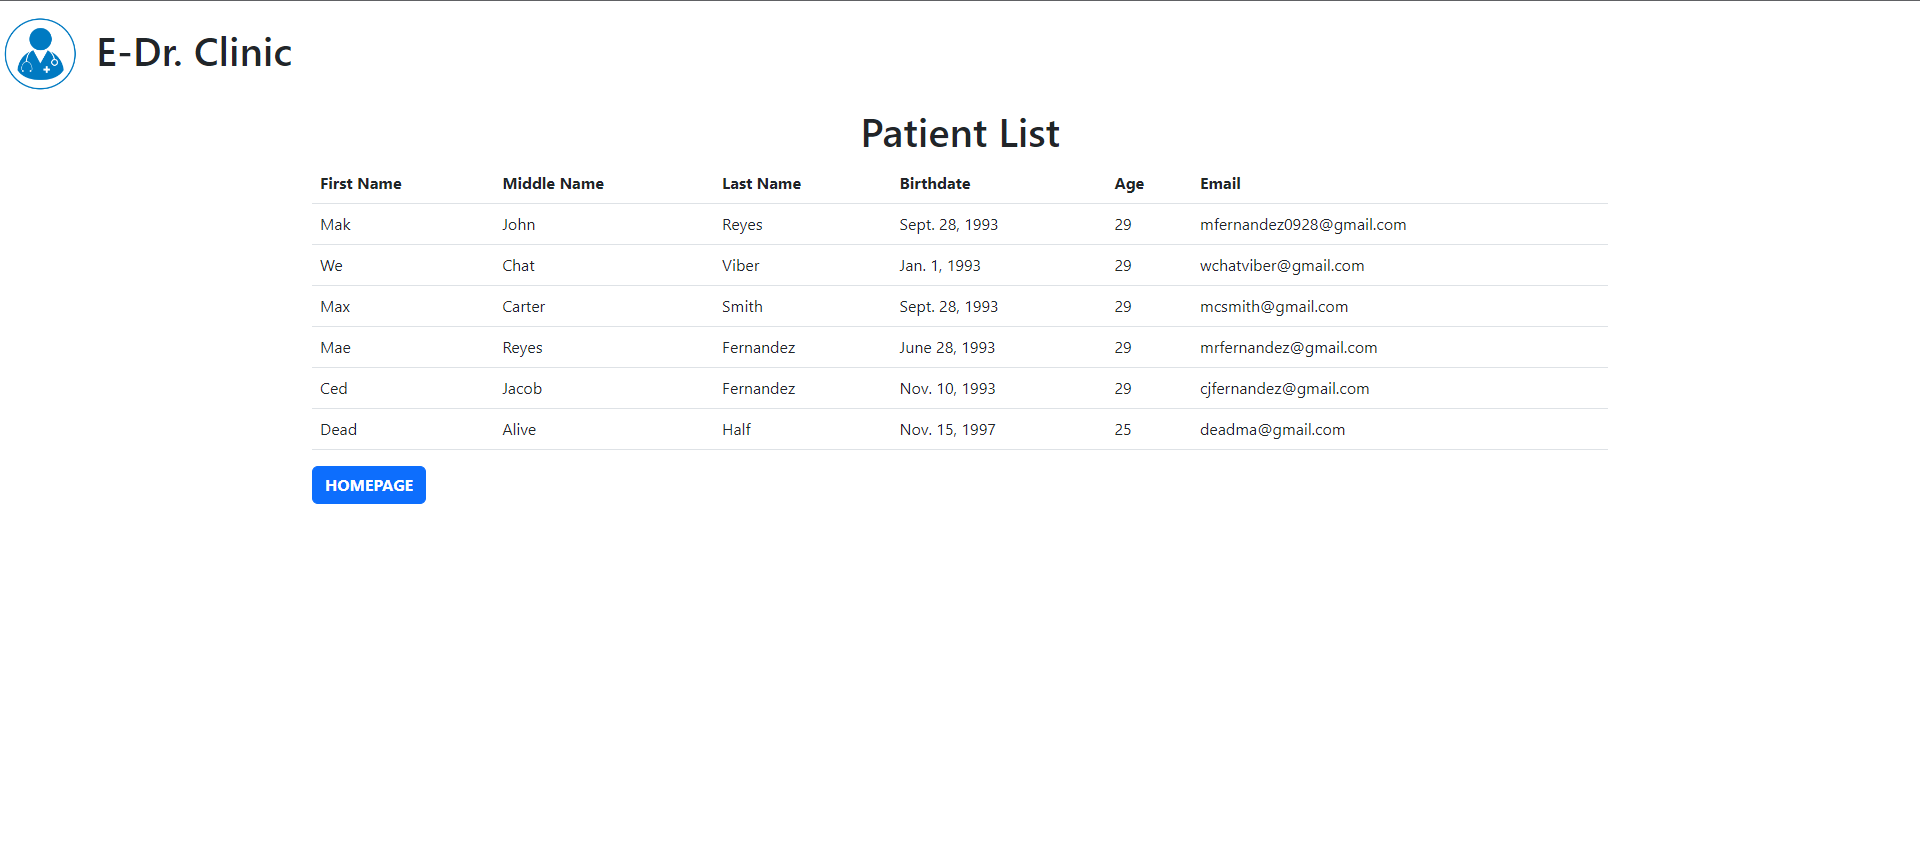 E-Dr. Clinic
Patient List
First Name Middle Name Last Name Birthdate Age Email
Mak John Reyes Sept. 28, 1993 29 mfernandez0928@gmail.com
We Chat Viber Jan. 1, 1993 29 wchatviber@gmail.com
Max Carter Smith Sept. 28, 1993 29 mcsmith@gmail.com
Mae Reyes Fernandez June 28, 1993 29 mrfernandez@gmail.com
Ced Jacob Fernandez Nov. 10, 1993 29 cjfernandez@gmail.com
Dead Alive Half Nov. 15, 1997 25 deadma@gmail.com
HOMEPAGE